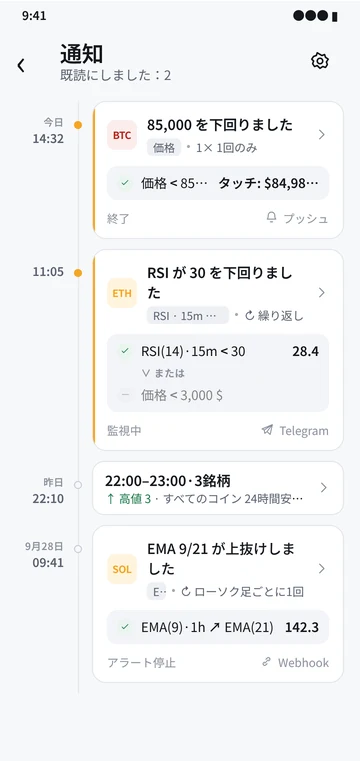 9:41
通知
既読にしました：2
今日
14:32
BTC
85,000 を下回りました
価格 • 1× 1回のみ
価格 < 85… タッチ: $84,98…
終了 プッシュ
11:05
ETH
RSI が 30 を下回りまし
た
RSI · 15m … • 繰り返し
RSI(14)·15m < 30 28.4
∨ または
価格 < 3,000 $
監視中 Telegram
昨日
22:10
22:00–23:00·3銘柄
↑ 高値 3 · すべてのコイン 24時間安…
9月28日
09:41
SOL
EMA 9/21 が上抜けしま
した
E… • ローソク足ごとに1回
EMA(9)·1h ↗ EMA(21) 142.3
アラート停止 Webhook